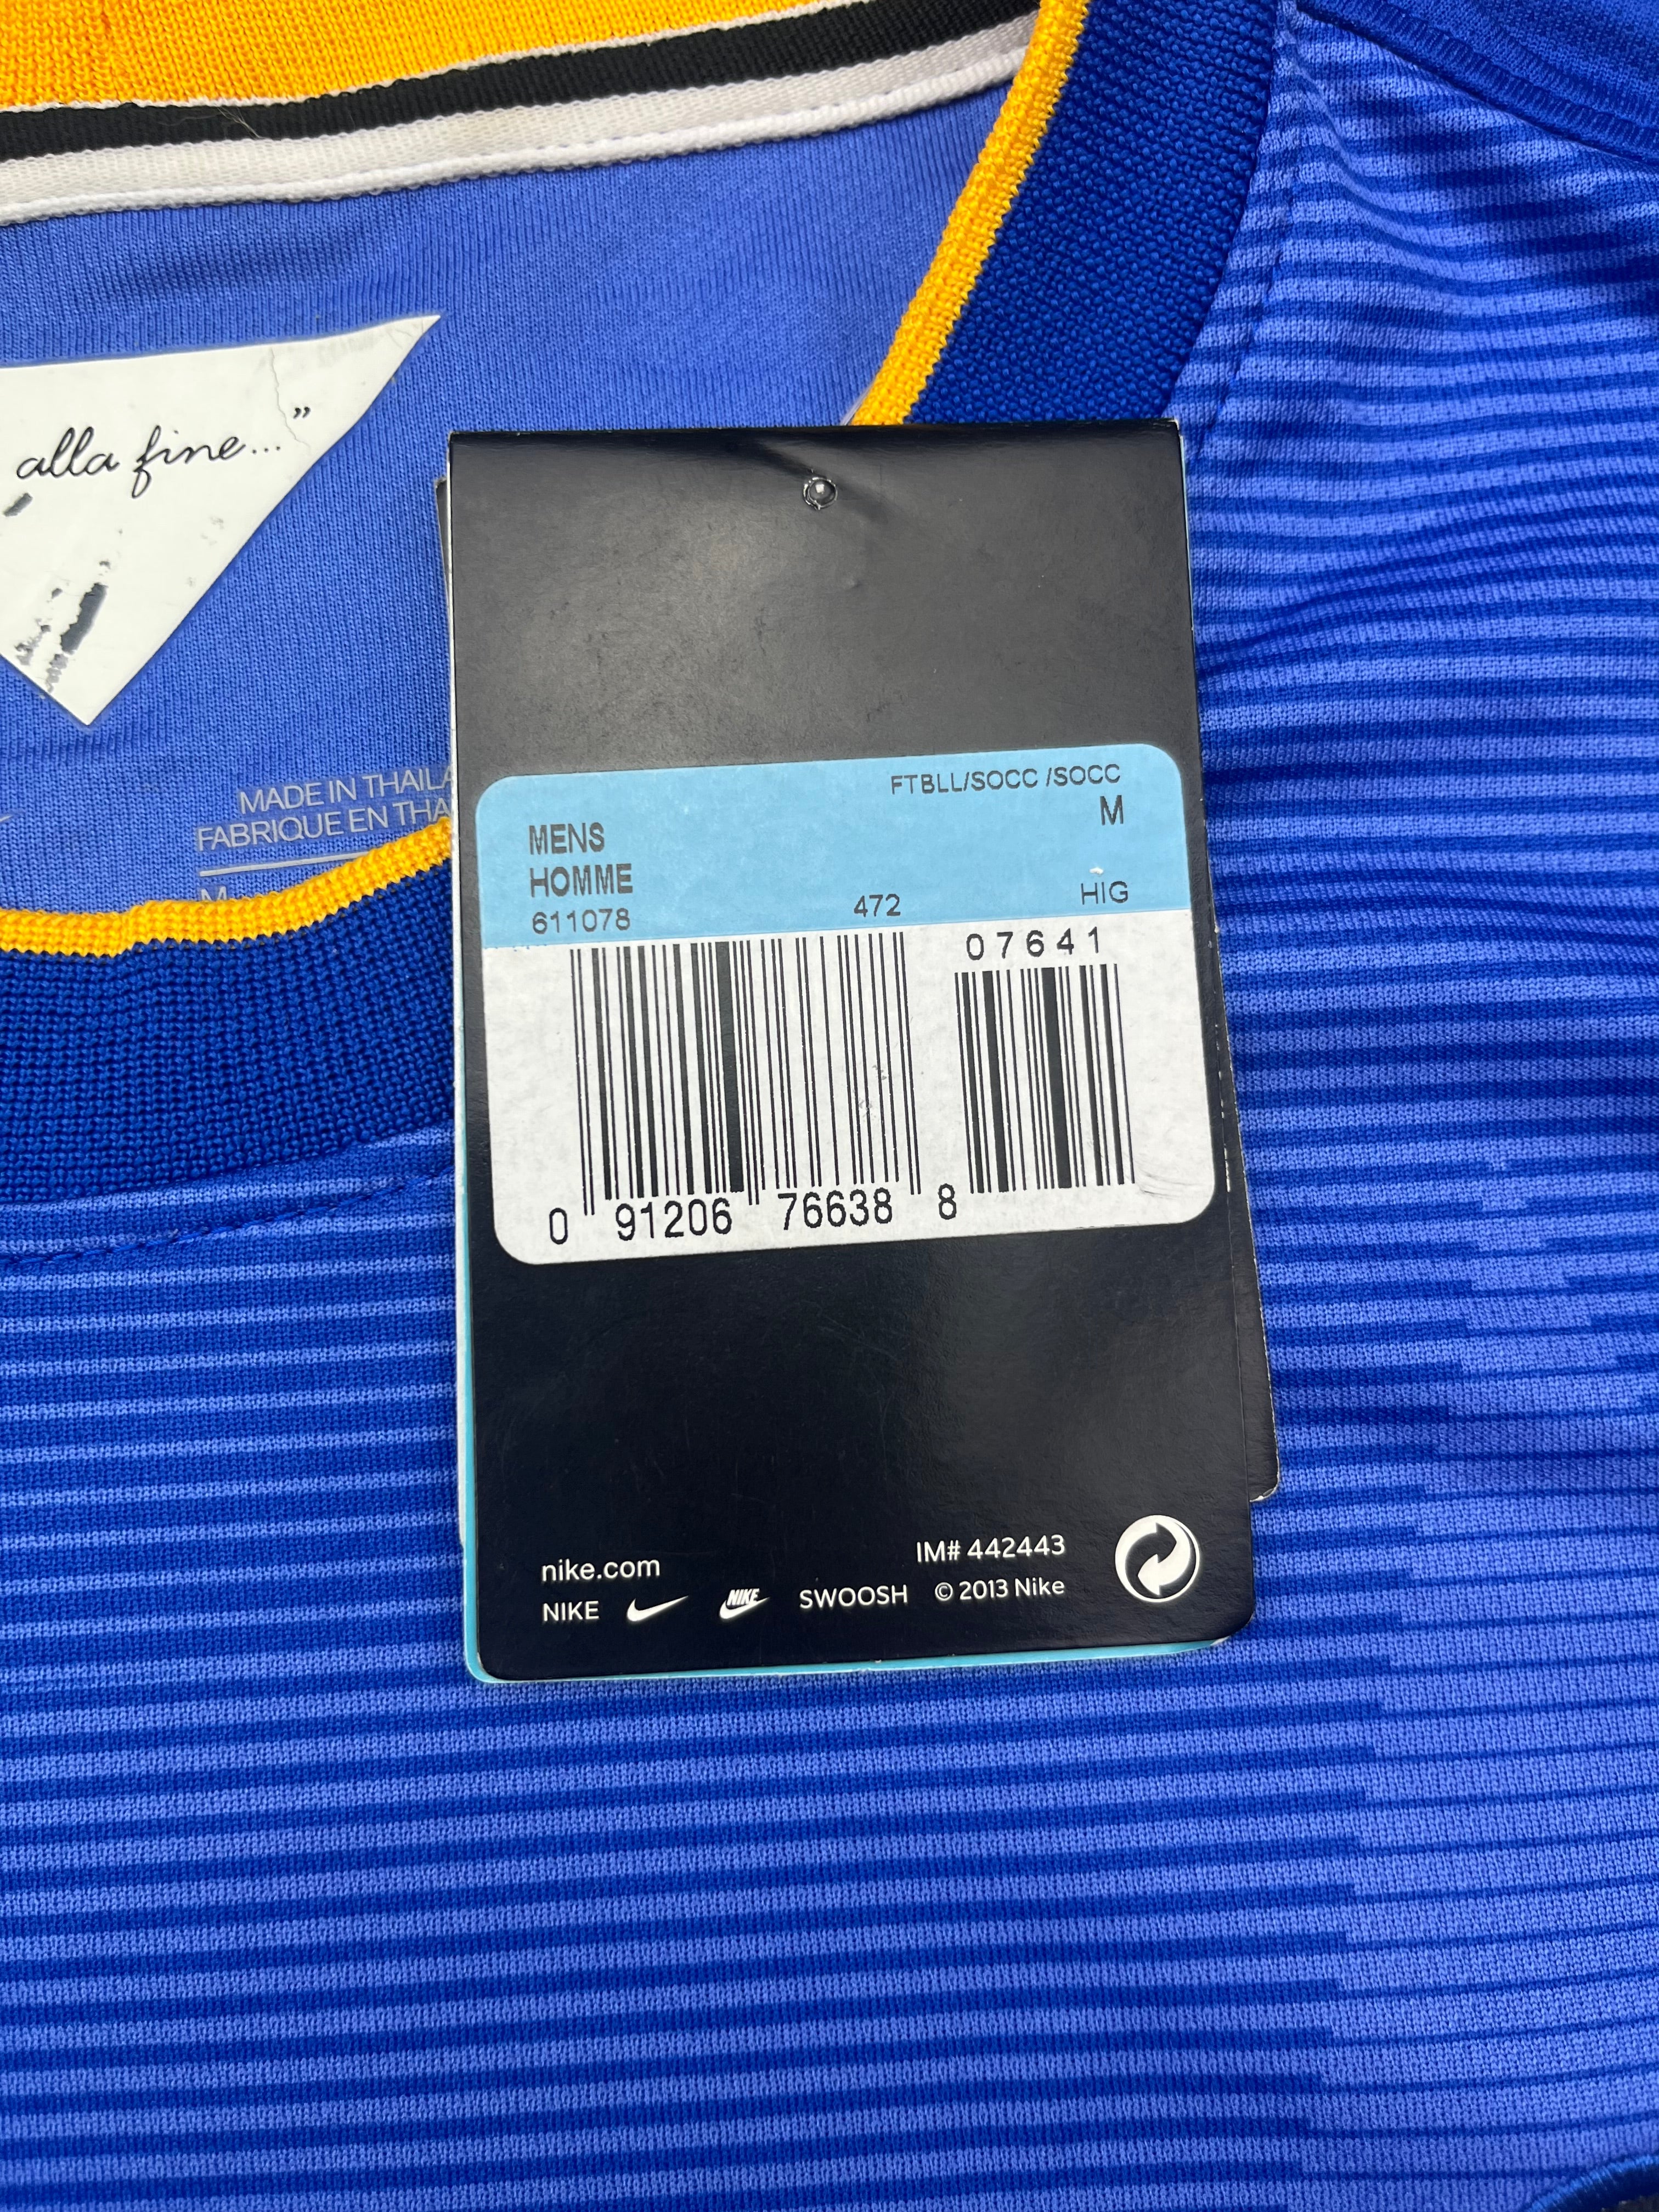 alla fine..."
MADE IN THAILA
FABRIQUE EN THA
M
FTBLL/SOCC /SOCC
M
MENS
HOMME
611078 472 HIG
07641
0 91206 76638 8
nike.com
IM# 442443
NIKE NIKE SWOOSH © 2013 Nike